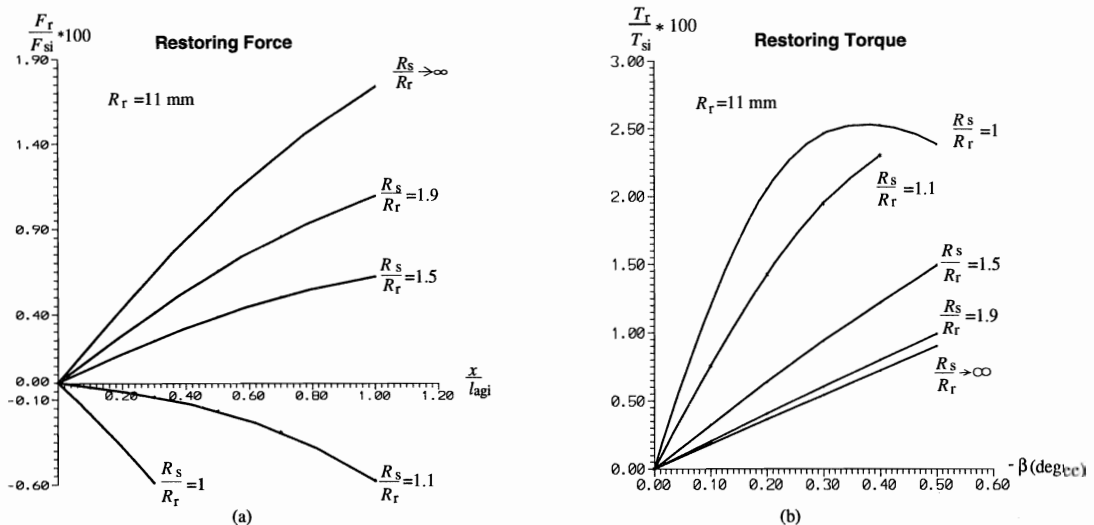 F_r/F_si *100
Restoring Force
1.90
1.40
0.90
0.40
0.00
-0.10
-0.60
R_r =11 mm
R_s/R_r →∞
R_s/R_r =1.9
R_s/R_r =1.5
x/l_agi
0.20 0.40 0.60 0.80 1.00 1.20
R_s/R_r =1
R_s/R_r =1.1
(a)
T_r/T_si *100
Restoring Torque
3.00
2.50
2.00
1.50
1.00
0.50
0.00
R_r=11 mm
R_s/R_r =1
R_s/R_r =1.1
R_s/R_r =1.5
R_s/R_r =1.9
R_s/R_r →∞
- β (degree)
0.00 0.10 0.20 0.30 0.40 0.50 0.60
(b)